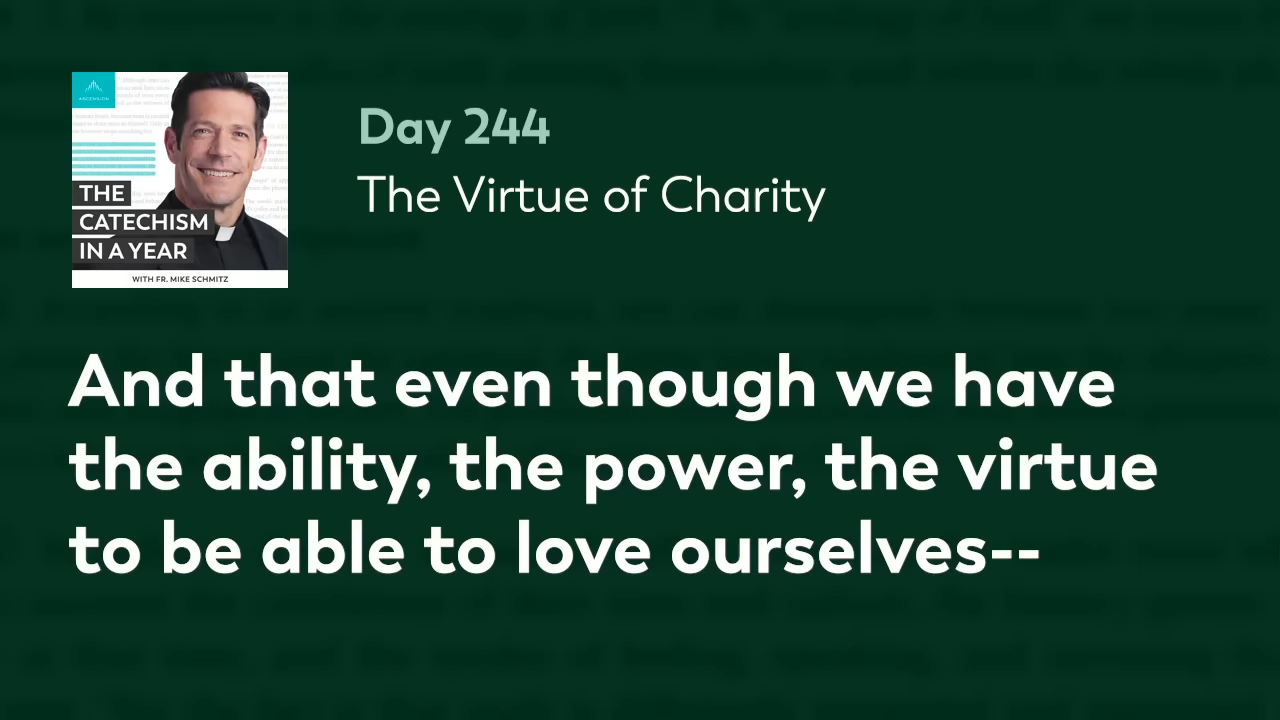 ASCENSION
THE
CATECHISM
IN A YEAR
WITH FR. MIKE SCHMITZ
Day 244
The Virtue of Charity
And that even though we have
the ability, the power, the virtue
to be able to love ourselves--